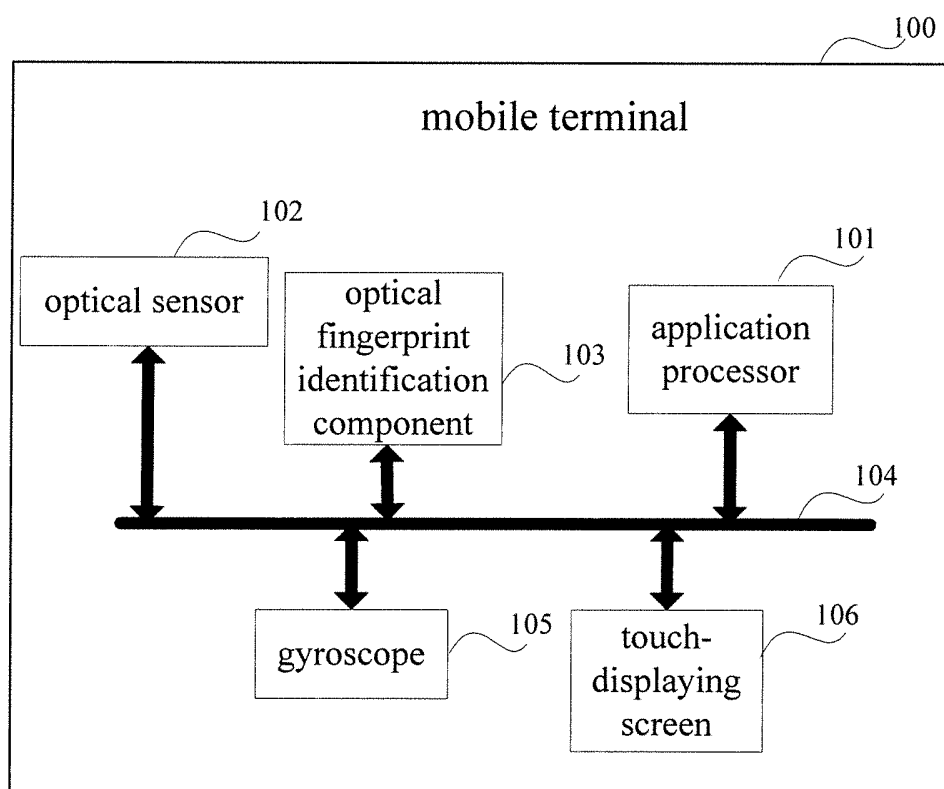 100
mobile terminal
102
optical sensor
optical
fingerprint
identification
component
103
101
application
processor
104
gyroscope
105
touch-
displaying
screen
106